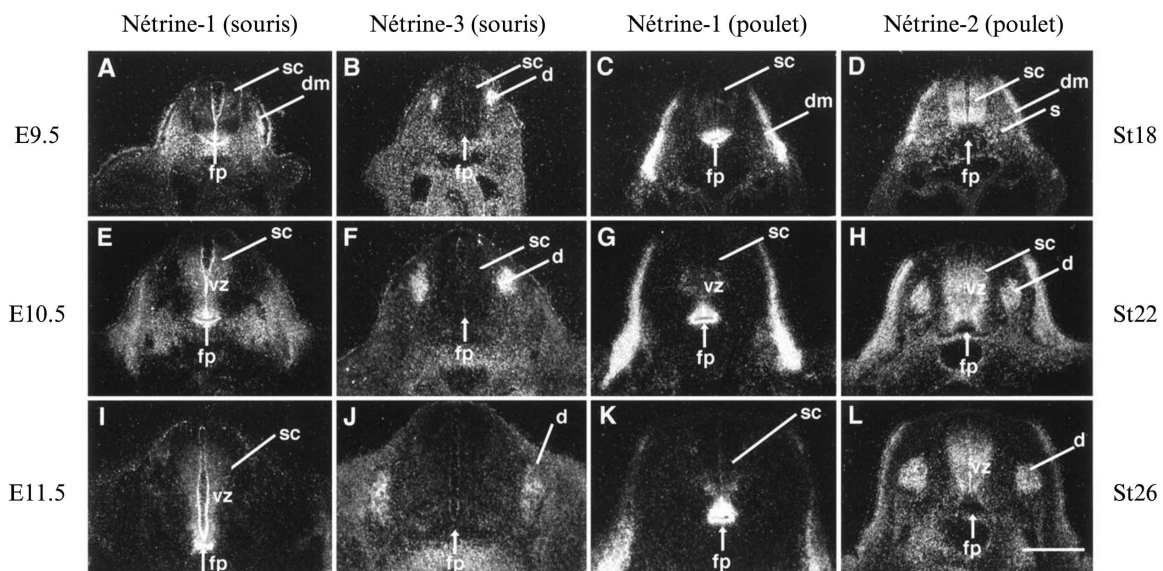 Nétrine-1 (souris) Nétrine-3 (souris) Nétrine-1 (poulet) Nétrine-2 (poulet)
E9.5
A
sc
dm
fp
B
sc
d
fp
C
sc
dm
fp
D
sc
dm
s
fp
St18
E10.5
E
sc
vz
fp
F
sc
d
fp
G
sc
fp
H
sc
d
vz
fp
St22
E11.5
I
sc
vz
fp
J
d
fp
K
sc
fp
L
d
vz
fp
St26